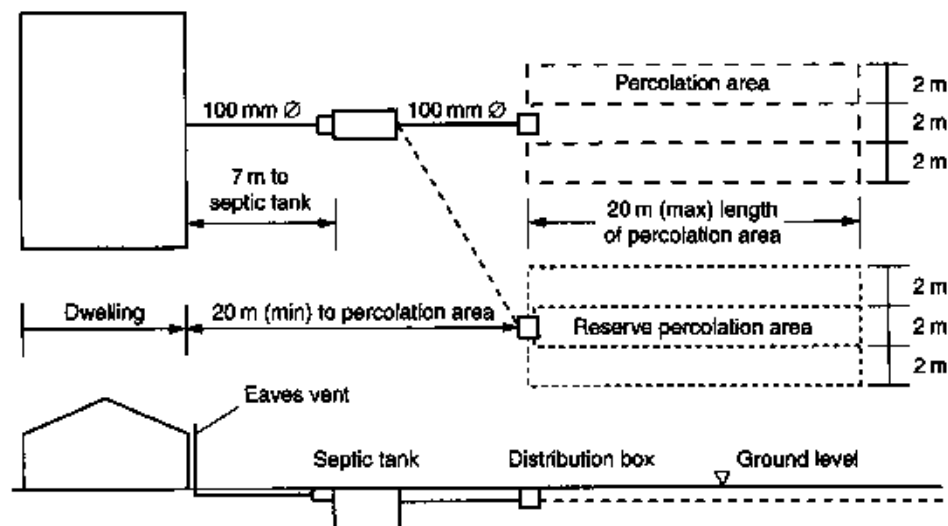 Percolation area
2 m
100 mm Ø
100 mm Ø
2 m
2 m
7 m to
septic tank
20 m (max) length
of percolation area
2 m
Dwelling
20 m (min) to percolation area
Reserve percolation area
2 m
2 m
Eaves vent
Septic tank
Distribution box
Ground level